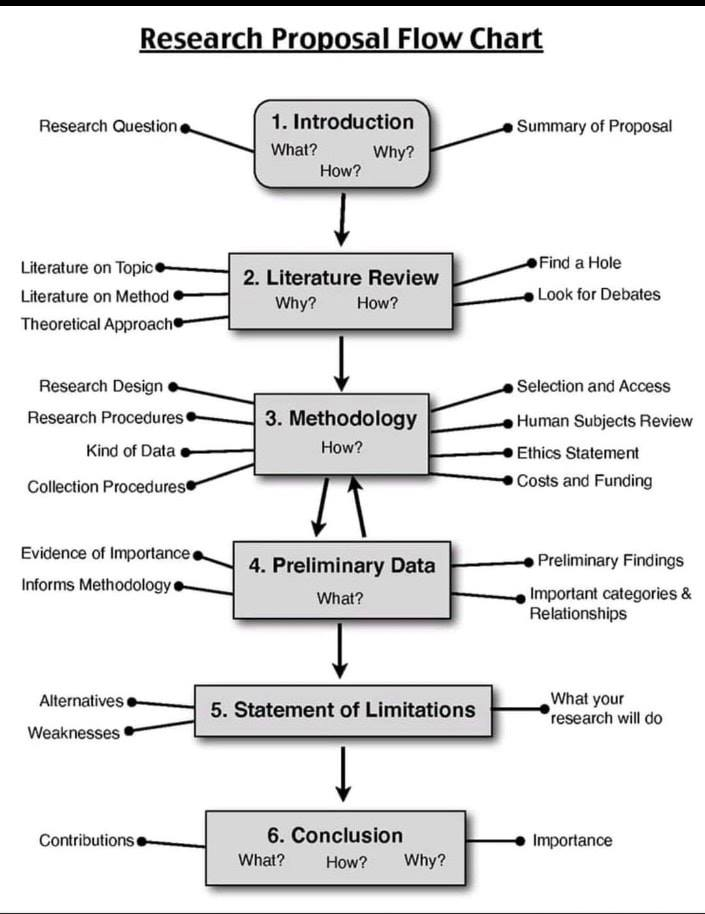 Research Proposal Flow Chart
Research Question
1. Introduction
What?
Why?
How?
Summary of Proposal
Literature on Topic
Literature on Method
Theoretical Approach
2. Literature Review
Why?
How?
Find a Hole
Look for Debates
Research Design
Research Procedures
Kind of Data
Collection Procedures
3. Methodology
How?
Selection and Access
Human Subjects Review
Ethics Statement
Costs and Funding
Evidence of Importance
Informs Methodology
4. Preliminary Data
What?
Preliminary Findings
Important categories &
Relationships
Alternatives
Weaknesses
5. Statement of Limitations
What your
research will do
Contributions
6. Conclusion
What?
How?
Why?
Importance